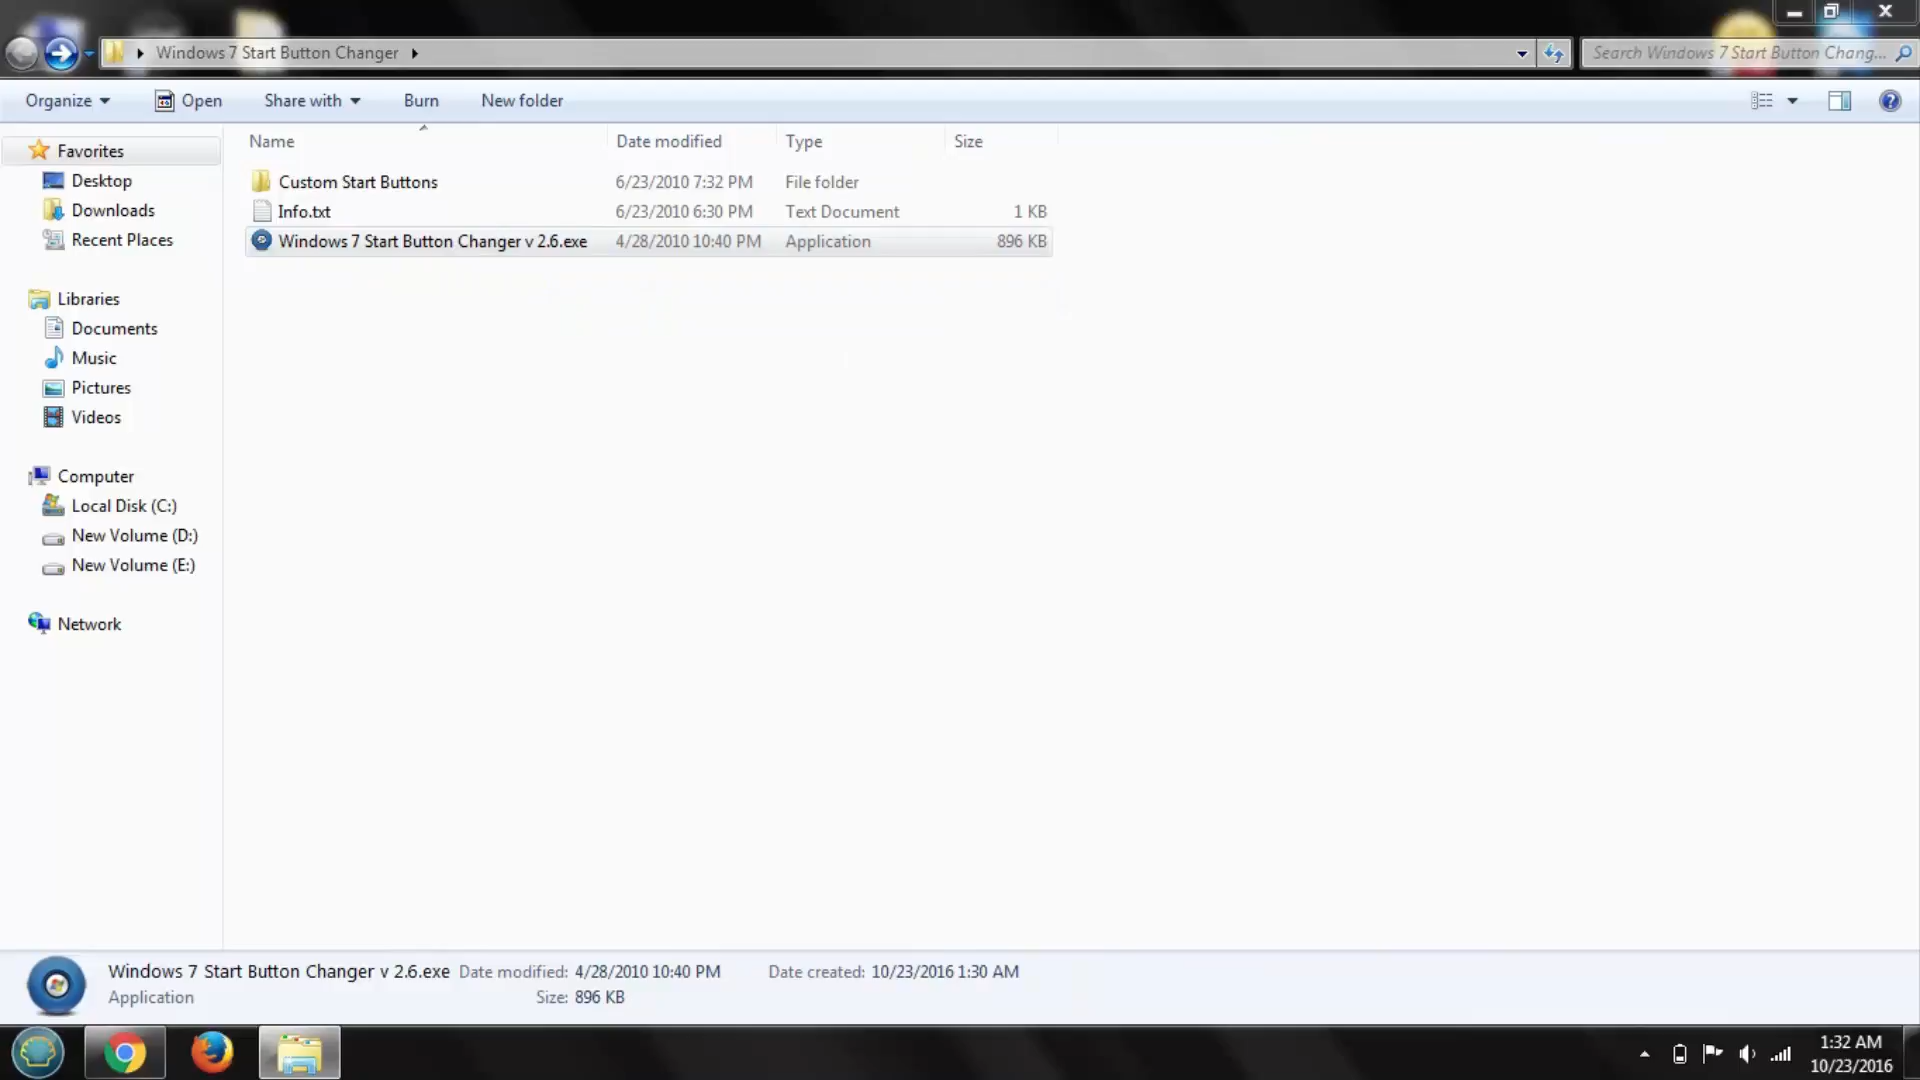 Windows 7 Start Button Changer
Search Windows 7 Start Button Chang...
Organize Open Share with Burn New folder
Name Date modified Type Size
Favorites
Desktop
Downloads
Recent Places
Libraries
Documents
Music
Pictures
Videos
Computer
Local Disk (C:)
New Volume (D:)
New Volume (E:)
Network
Custom Start Buttons 6/23/2010 7:32 PM File folder
Info.txt 6/23/2010 6:30 PM Text Document 1 KB
Windows 7 Start Button Changer v 2.6.exe 4/28/2010 10:40 PM Application 896 KB
Windows 7 Start Button Changer v 2.6.exe Date modified: 4/28/2010 10:40 PM Date created: 10/23/2016 1:30 AM
Application Size: 896 KB
1:32 AM
10/23/2016